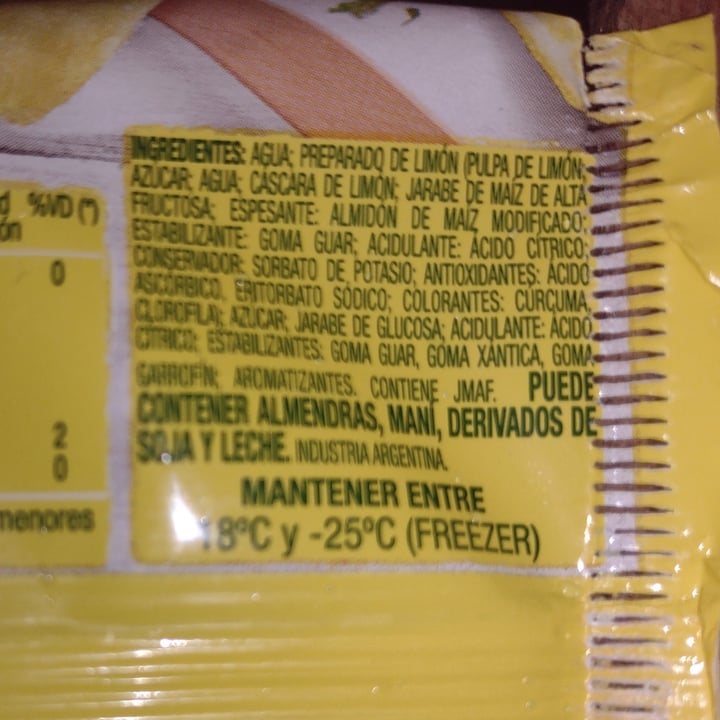 INGREDIENTES: AGUA; PREPARADO DE LIMÓN (PULPA DE LIMÓN;
AZÚCAR; AGUA; CÁSCARA DE LIMÓN; JARABE DE MAÍZ DE ALTA
FRUCTOSA; ESPESANTE: ALMIDÓN DE MAÍZ MODIFICADO;
ESTABILIZANTE: GOMA GUAR; ACIDULANTE: ÁCIDO CÍTRICO;
CONSERVADOR: SORBATO DE POTASIO; ANTIOXIDANTES: ÁCIDO
ASCÓRBICO, ERITORBATO SÓDICO; COLORANTES: CÚRCUMA,
CLOROFILA); AZÚCAR; JARABE DE GLUCOSA; ACIDULANTE: ÁCIDO
CÍTRICO; ESTABILIZANTES: GOMA GUAR, GOMA XÁNTICA, GOMA
GARROFÍN; AROMATIZANTES. CONTIENE JMAF. PUEDE
CONTENER ALMENDRAS, MANÍ, DERIVADOS DE
SOJA Y LECHE. INDUSTRIA ARGENTINA.
MANTENER ENTRE
18°C y -25°C (FREEZER)
%VD (*)
0
2
0
menores